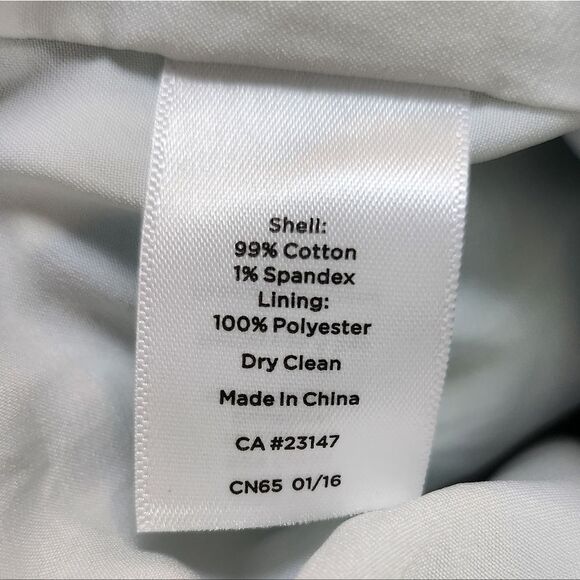 Shell:
99% Cotton
1% Spandex
Lining:
100% Polyester
Dry Clean
Made In China
CA #23147
CN65 01/16